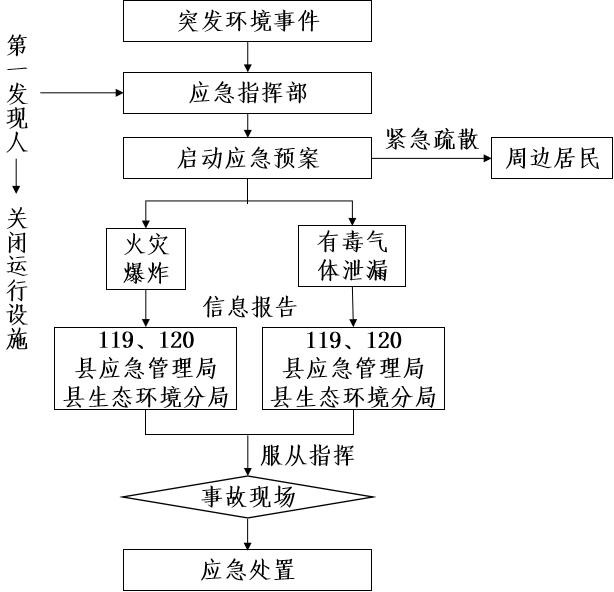 突发环境事件
第一发现人
应急指挥部
启动应急预案
紧急疏散
周边居民
关闭运行设施
火灾
爆炸
有毒气
体泄漏
信息报告
119、120
县应急管理局
县生态环境分局
119、120
县应急管理局
县生态环境分局
服从指挥
事故现场
应急处置